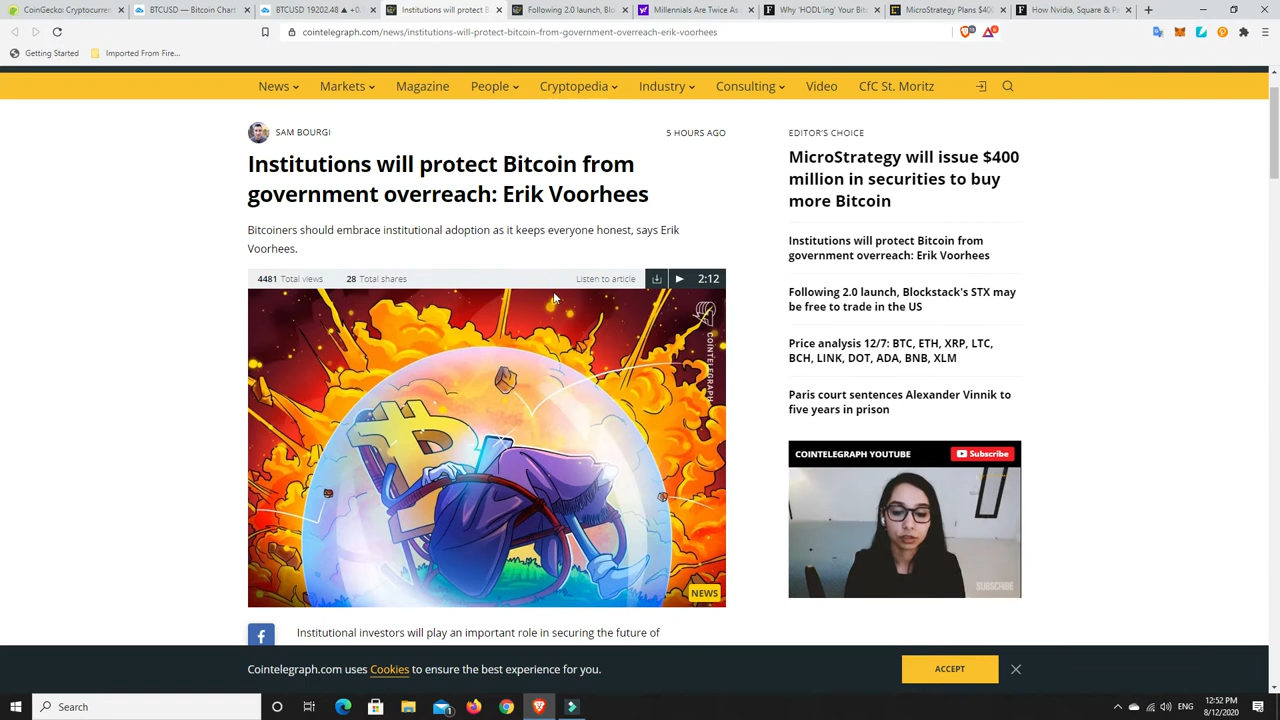 CoinGecko: Cryptocurren
BTCUSD — Bitcoin Chart
BTCUSD 19202.48 ▲ +0.
Institutions will protect B
Following 2.0 launch, Blo
Millennials Are Twice As
Why 'HODL'ing' Your Bit
MicroStrategy Plans $400
How Nvidia, Square & Pa
cointelegraph.com/news/institutions-will-protect-bitcoin-from-government-overreach-erik-voorhees
Getting Started
Imported From Fire...
News
Markets
Magazine
People
Cryptopedia
Industry
Consulting
Video
CfC St. Moritz
SAM BOURGI
5 HOURS AGO
Institutions will protect Bitcoin from
government overreach: Erik Voorhees
Bitcoiners should embrace institutional adoption as it keeps everyone honest, says Erik
Voorhees.
4481 Total views
28 Total shares
Listen to article
2:12
COINTELEGRAPH
NEWS
Institutional investors will play an important role in securing the future of
EDITOR'S CHOICE
MicroStrategy will issue $400
million in securities to buy
more Bitcoin
Institutions will protect Bitcoin from
government overreach: Erik Voorhees
Following 2.0 launch, Blockstack's STX may
be free to trade in the US
Price analysis 12/7: BTC, ETH, XRP, LTC,
BCH, LINK, DOT, ADA, BNB, XLM
Paris court sentences Alexander Vinnik to
five years in prison
COINTELEGRAPH YOUTUBE
Subscribe
SUBSCRIBE
Cointelegraph.com uses Cookies to ensure the best experience for you.
ACCEPT
Search
ENG
12:52 PM
8/12/2020